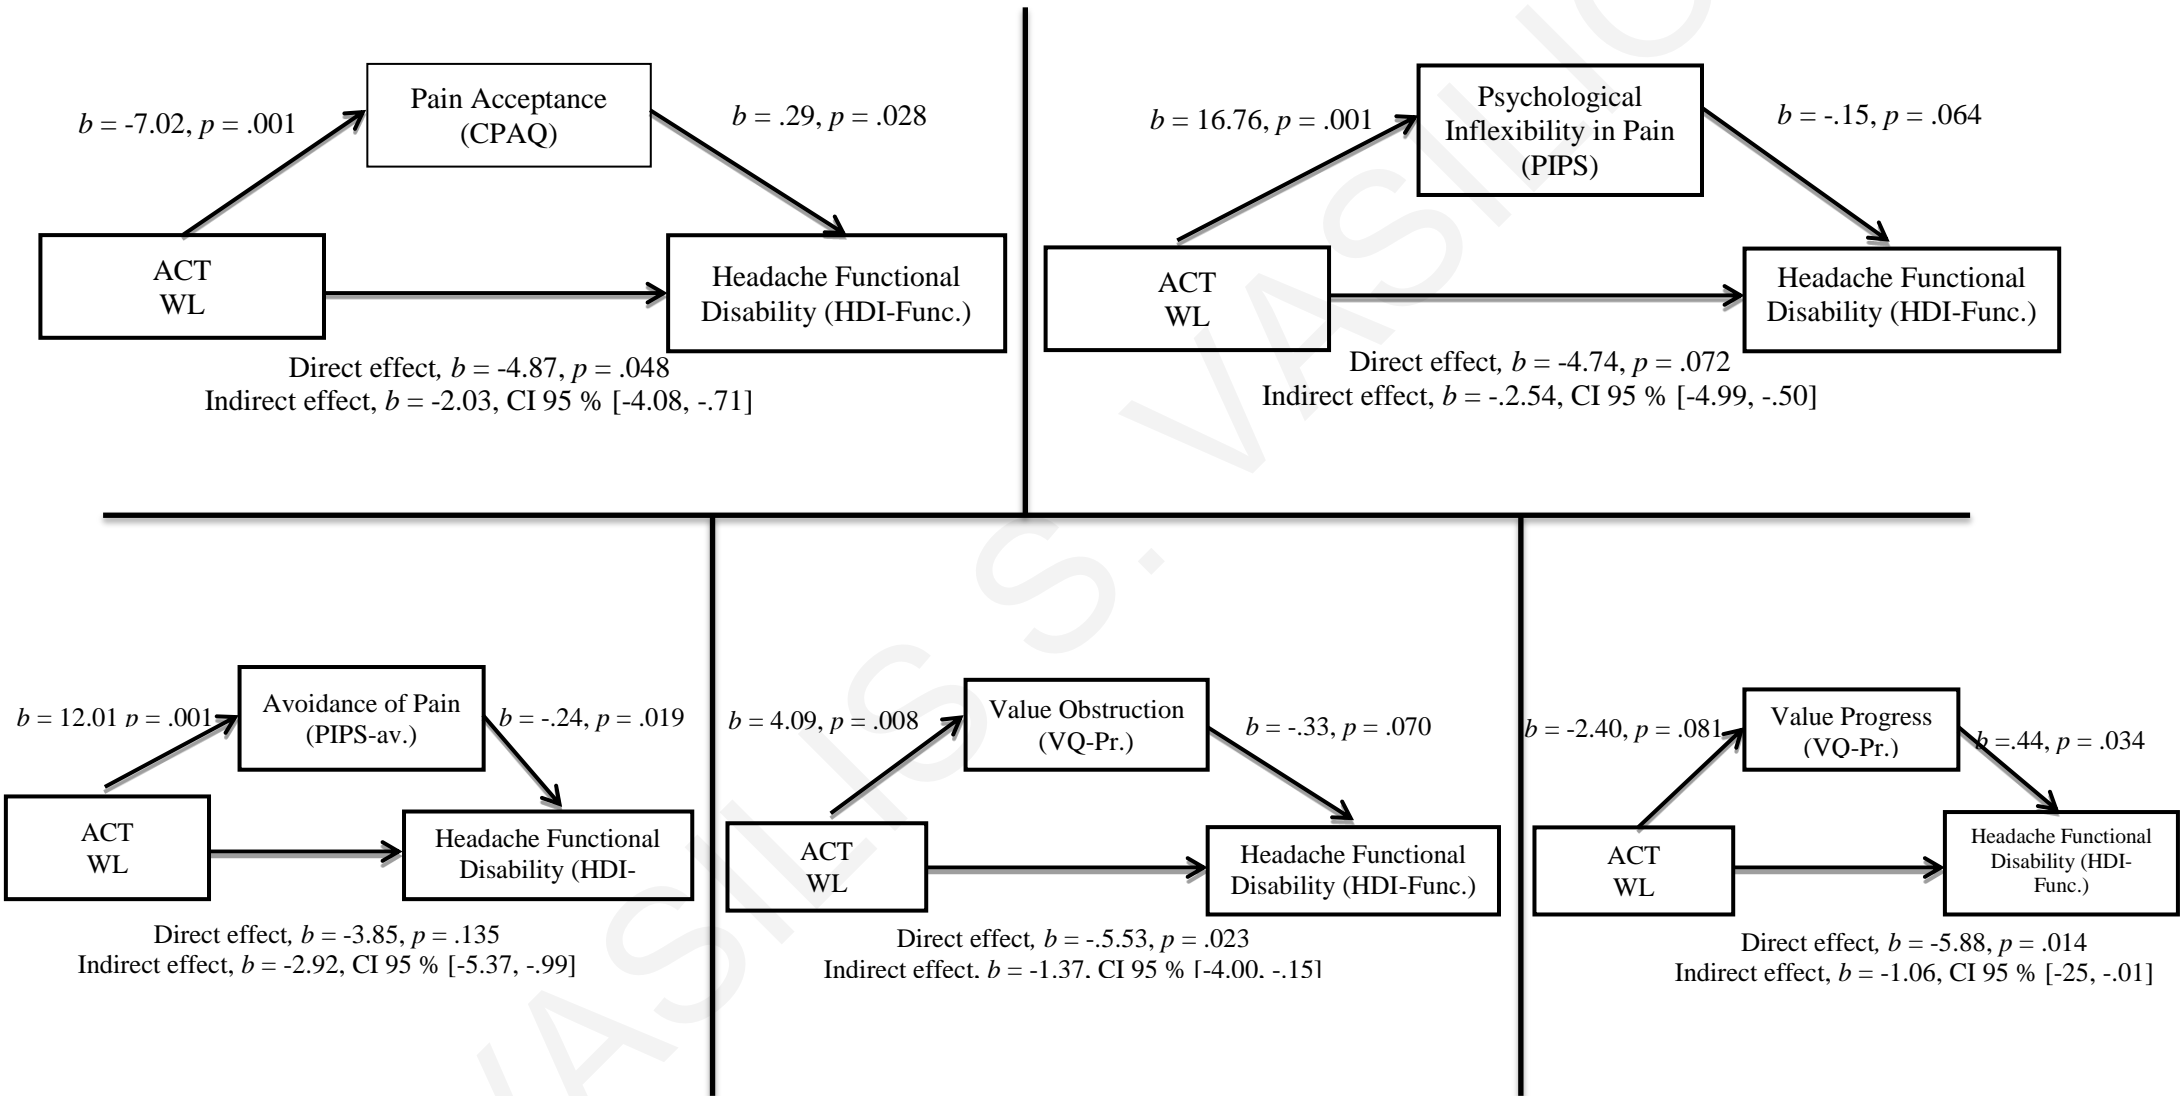 b = -7.02, p = .001
Pain Acceptance
(CPAQ)
b = .29, p = .028
ACT
WL
Headache Functional
Disability (HDI-Func.)
Direct effect, b = -4.87, p = .048
Indirect effect, b = -2.03, CI 95 % [-4.08, -.71]
b = 16.76, p = .001
Psychological
Inflexibility in Pain
(PIPS)
b = -.15, p = .064
ACT
WL
Headache Functional
Disability (HDI-Func.)
Direct effect, b = -4.74, p = .072
Indirect effect, b = -.2.54, CI 95 % [-4.99, -.50]
b = 12.01 p = .001
Avoidance of Pain
(PIPS-av.)
b = -.24, p = .019
ACT
WL
Headache Functional
Disability (HDI-
Direct effect, b = -3.85, p = .135
Indirect effect, b = -2.92, CI 95 % [-5.37, -.99]
b = 4.09, p = .008
Value Obstruction
(VQ-Pr.)
b = -.33, p = .070
ACT
WL
Headache Functional
Disability (HDI-Func.)
Direct effect, b = -.5.53, p = .023
Indirect effect, b = -1.37, CI 95 % [-4.00, -.15]
b = -2.40, p = .081
Value Progress
(VQ-Pr.)
b =.44, p = .034
ACT
WL
Headache Functional
Disability (HDI-
Func.)
Direct effect, b = -5.88, p = .014
Indirect effect, b = -1.06, CI 95 % [-25, -.01]
VASILIS S. VASILIO